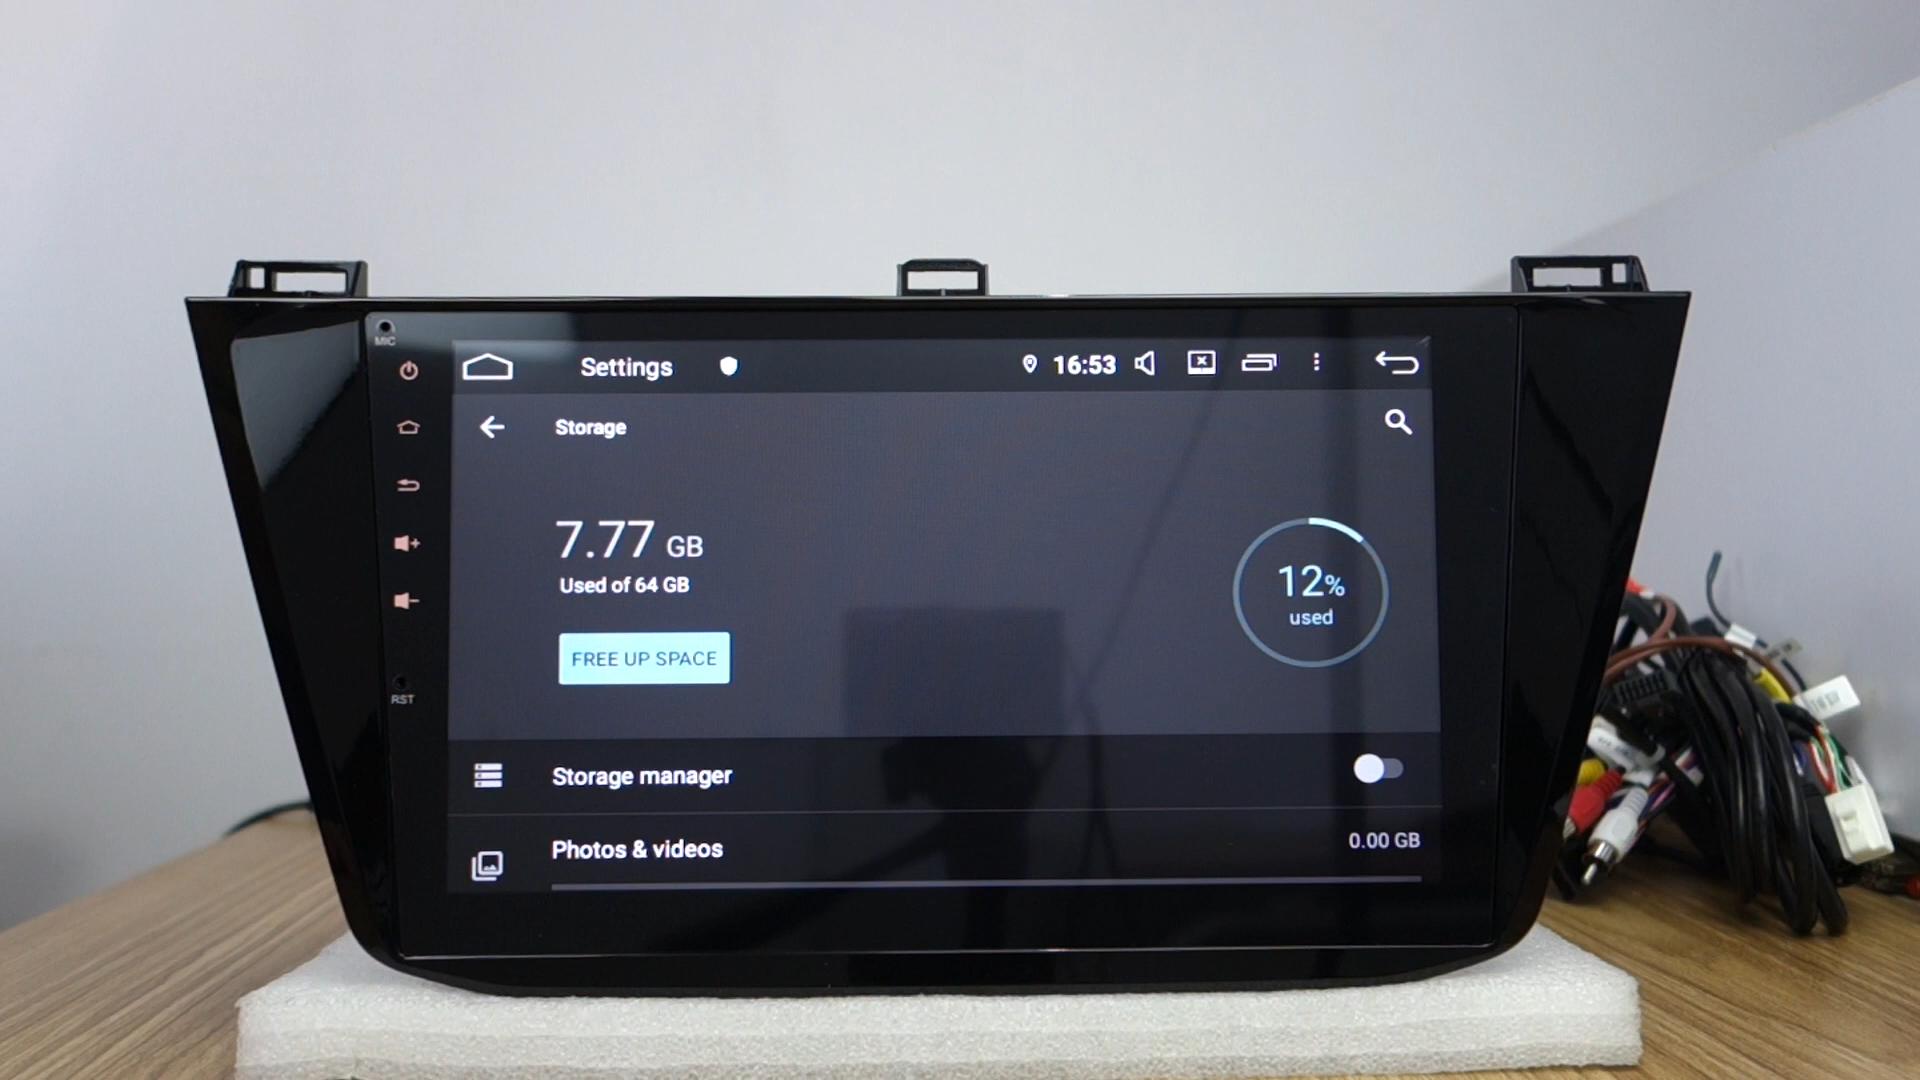 MIC
Settings
16:53
Storage
7.77 GB
Used of 64 GB
12%
used
FREE UP SPACE
RST
Storage manager
Photos & videos
0.00 GB